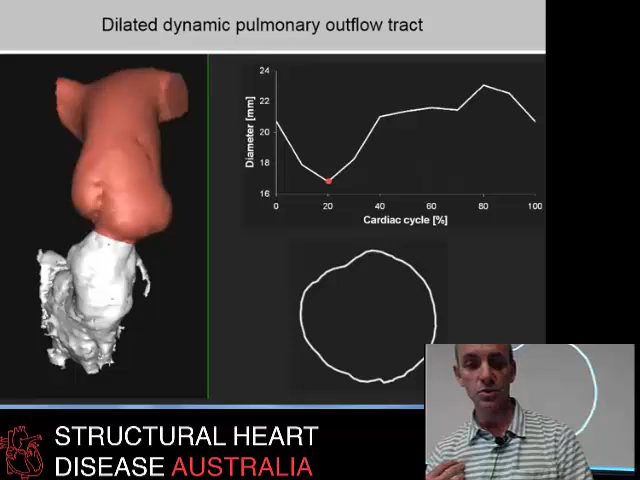 Dilated dynamic pulmonary outflow tract
24
22
20
18
16
Diameter [mm]
0 20 40 60 80 100
Cardiac cycle [%]
STRUCTURAL HEART
DISEASE AUSTRALIA